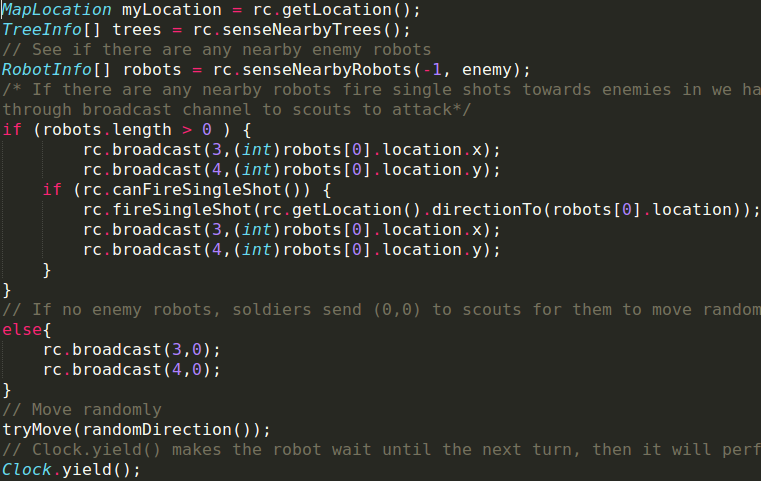 MapLocation myLocation = rc.getLocation();
TreeInfo[] trees = rc.senseNearbyTrees();
// See if there are any nearby enemy robots
RobotInfo[] robots = rc.senseNearbyRobots(-1, enemy);
/* If there are any nearby robots fire single shots towards enemies in we ha
through broadcast channel to scouts to attack*/
if (robots.length > 0 ) {
        rc.broadcast(3,(int)robots[0].location.x);
        rc.broadcast(4,(int)robots[0].location.y);
    if (rc.canFireSingleShot()) {
        rc.fireSingleShot(rc.getLocation().directionTo(robots[0].location));
        rc.broadcast(3,(int)robots[0].location.x);
        rc.broadcast(4,(int)robots[0].location.y);
    }
}
// If no enemy robots, soldiers send (0,0) to scouts for them to move random
else{
    rc.broadcast(3,0);
    rc.broadcast(4,0);
}
// Move randomly
tryMove(randomDirection());
// Clock.yield() makes the robot wait until the next turn, then it will perf
Clock.yield();